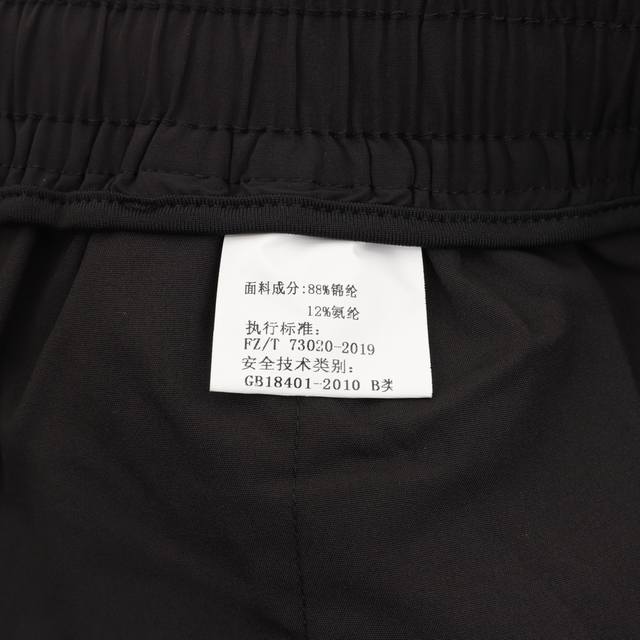 面料成分:88%锦纶
12%氨纶
执行标准:
FZ/T 73020-2019
安全技术类别:
GB18401-2010 B类